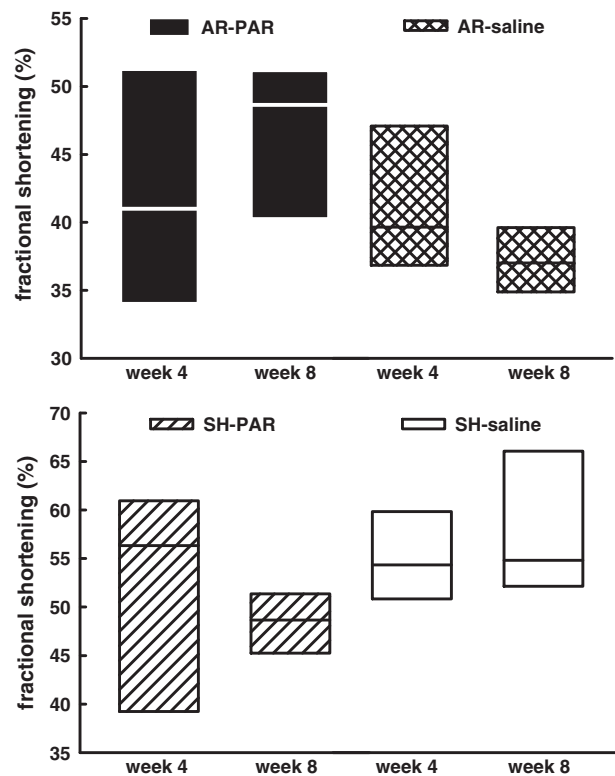 AR-PAR AR-saline
fractional shortening (%)
55
50
45
40
35
30
week 4 week 8 week 4 week 8
SH-PAR SH-saline
fractional shortening (%)
70
65
60
55
50
45
40
35
week 4 week 8 week 4 week 8